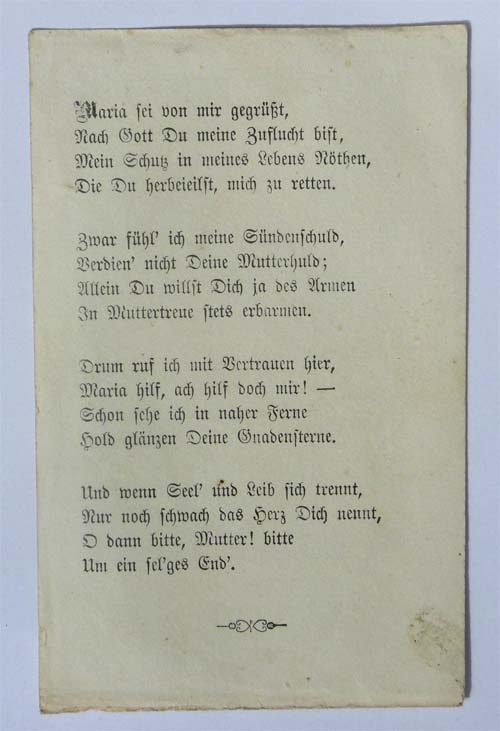 Maria sei von mir gegrüßt,
Nach Gott Du meine Zuflucht bist,
Mein Schutz in meines Lebens Nöthen,
Die Du herbeieilst, mich zu retten.
Zwar fühl' ich meine Sündenschuld,
Verdien' nicht Deine Mutterhuld;
Allein Du willst Dich ja des Armen
In Muttertreue stets erbarmen.
Drum ruf ich mit Vertrauen hier,
Maria hilf, ach hilf doch mir! —
Schon sehe ich in naher Ferne
Hold glänzen Deine Gnadensterne.
Und wenn Seel' und Leib sich trennt,
Nur noch schwach das Herz Dich nennt,
O dann bitte, Mutter! bitte
Um ein sel'ges End'.